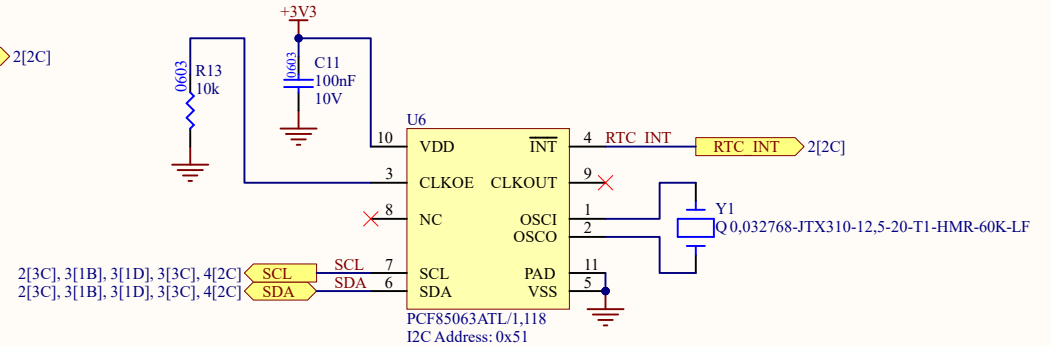 +3V3
2[2C]
0603
R13
10k
0603
C11
100nF
10V
U6
10
VDD
INT
4
RTC_INT
RTC_INT
2[2C]
3
CLKOE
CLKOUT
9
8
NC
OSCI
1
OSCO
2
Y1
Q 0,032768-JTX310-12,5-20-T1-HMR-60K-LF
2[3C], 3[1B], 3[1D], 3[3C], 4[2C]
SCL
SCL
7
SCL
PAD
11
2[3C], 3[1B], 3[1D], 3[3C], 4[2C]
SDA
SDA
6
SDA
VSS
5
PCF85063ATL/1,118
I2C Address: 0x51